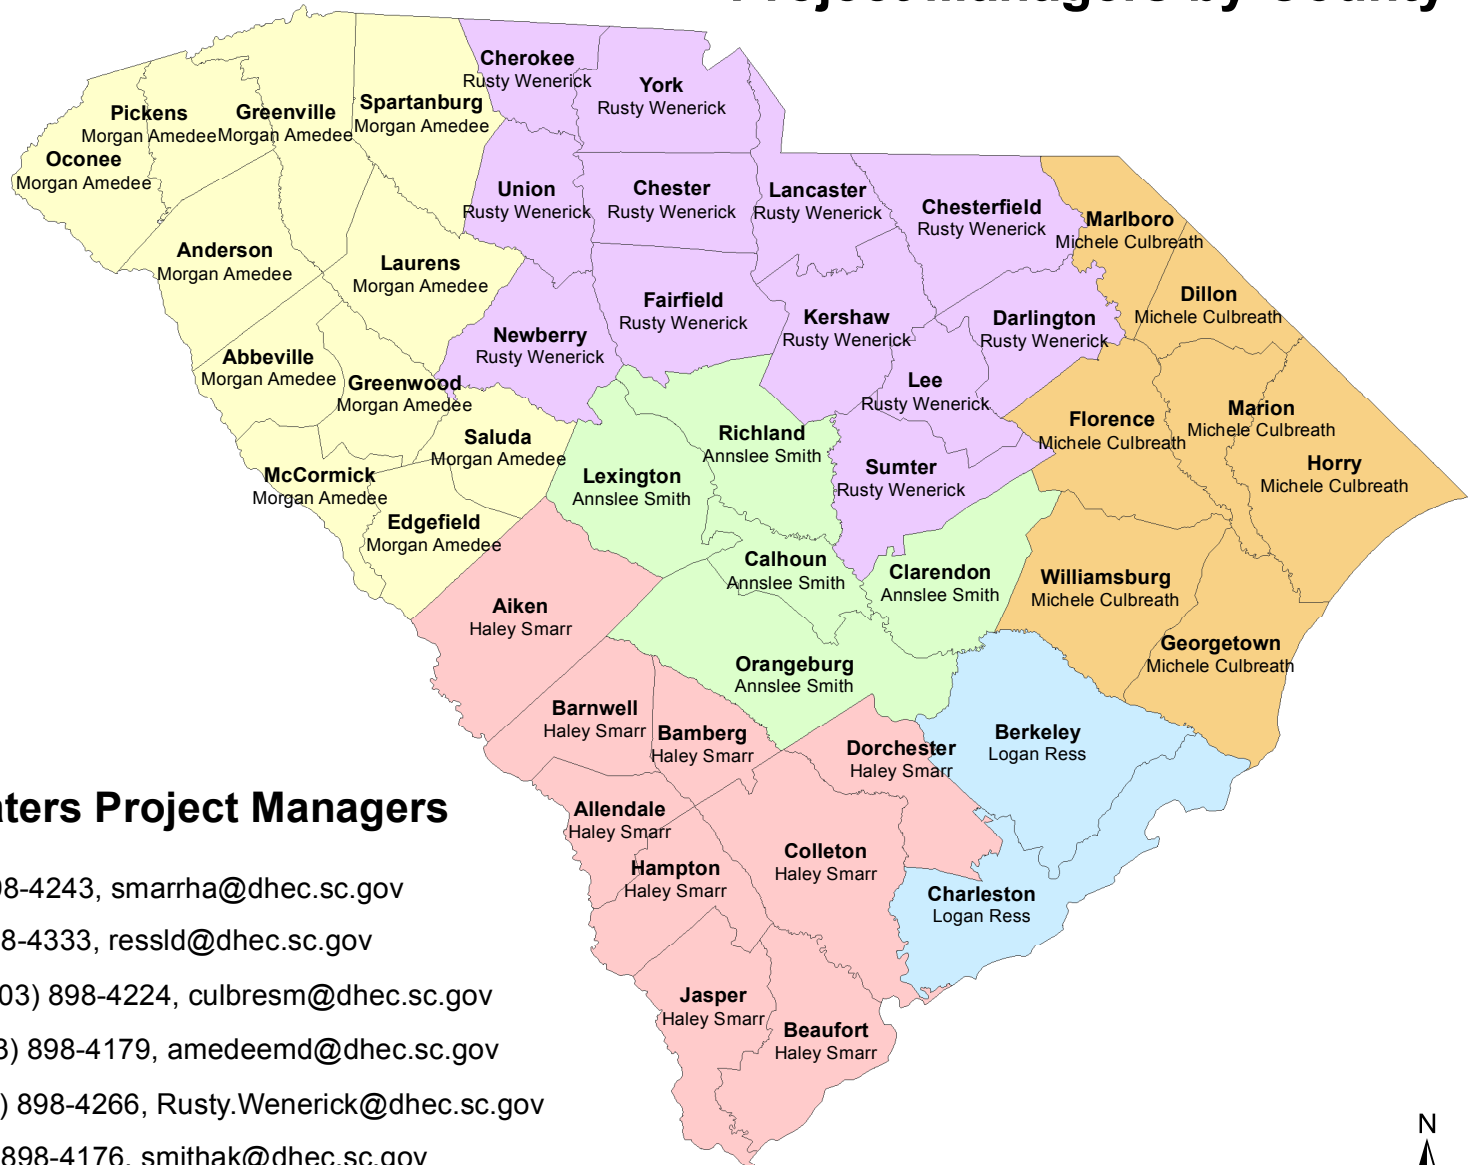 Project Managers by County
Cherokee
Rusty Wenerick
York
Rusty Wenerick
Pickens
Morgan Amedee
Greenville
Morgan Amedee
Spartanburg
Morgan Amedee
Oconee
Morgan Amedee
Union
Rusty Wenerick
Chester
Rusty Wenerick
Lancaster
Rusty Wenerick
Chesterfield
Rusty Wenerick
Marlboro
Michele Culbreath
Anderson
Morgan Amedee
Laurens
Morgan Amedee
Dillon
Michele Culbreath
Fairfield
Rusty Wenerick
Kershaw
Rusty Wenerick
Darlington
Rusty Wenerick
Newberry
Rusty Wenerick
Abbeville
Morgan Amedee
Greenwood
Morgan Amedee
Lee
Rusty Wenerick
Florence
Michele Culbreath
Marion
Michele Culbreath
Saluda
Morgan Amedee
Richland
Annslee Smith
Horry
Michele Culbreath
McCormick
Morgan Amedee
Lexington
Annslee Smith
Sumter
Rusty Wenerick
Edgefield
Morgan Amedee
Calhoun
Annslee Smith
Clarendon
Annslee Smith
Williamsburg
Michele Culbreath
Aiken
Haley Smarr
Georgetown
Michele Culbreath
Orangeburg
Annslee Smith
Barnwell
Haley Smarr
Bamberg
Haley Smarr
Dorchester
Haley Smarr
Berkeley
Logan Ress
Allendale
Haley Smarr
Hampton
Haley Smarr
Colleton
Haley Smarr
Charleston
Logan Ress
Jasper
Haley Smarr
Beaufort
Haley Smarr
aters Project Managers
98-4243, smarrha@dhec.sc.gov
8-4333, ressld@dhec.sc.gov
03) 898-4224, culbresm@dhec.sc.gov
3) 898-4179, amedeemd@dhec.sc.gov
) 898-4266, Rusty.Wenerick@dhec.sc.gov
898-4176, smithak@dhec.sc.gov
N